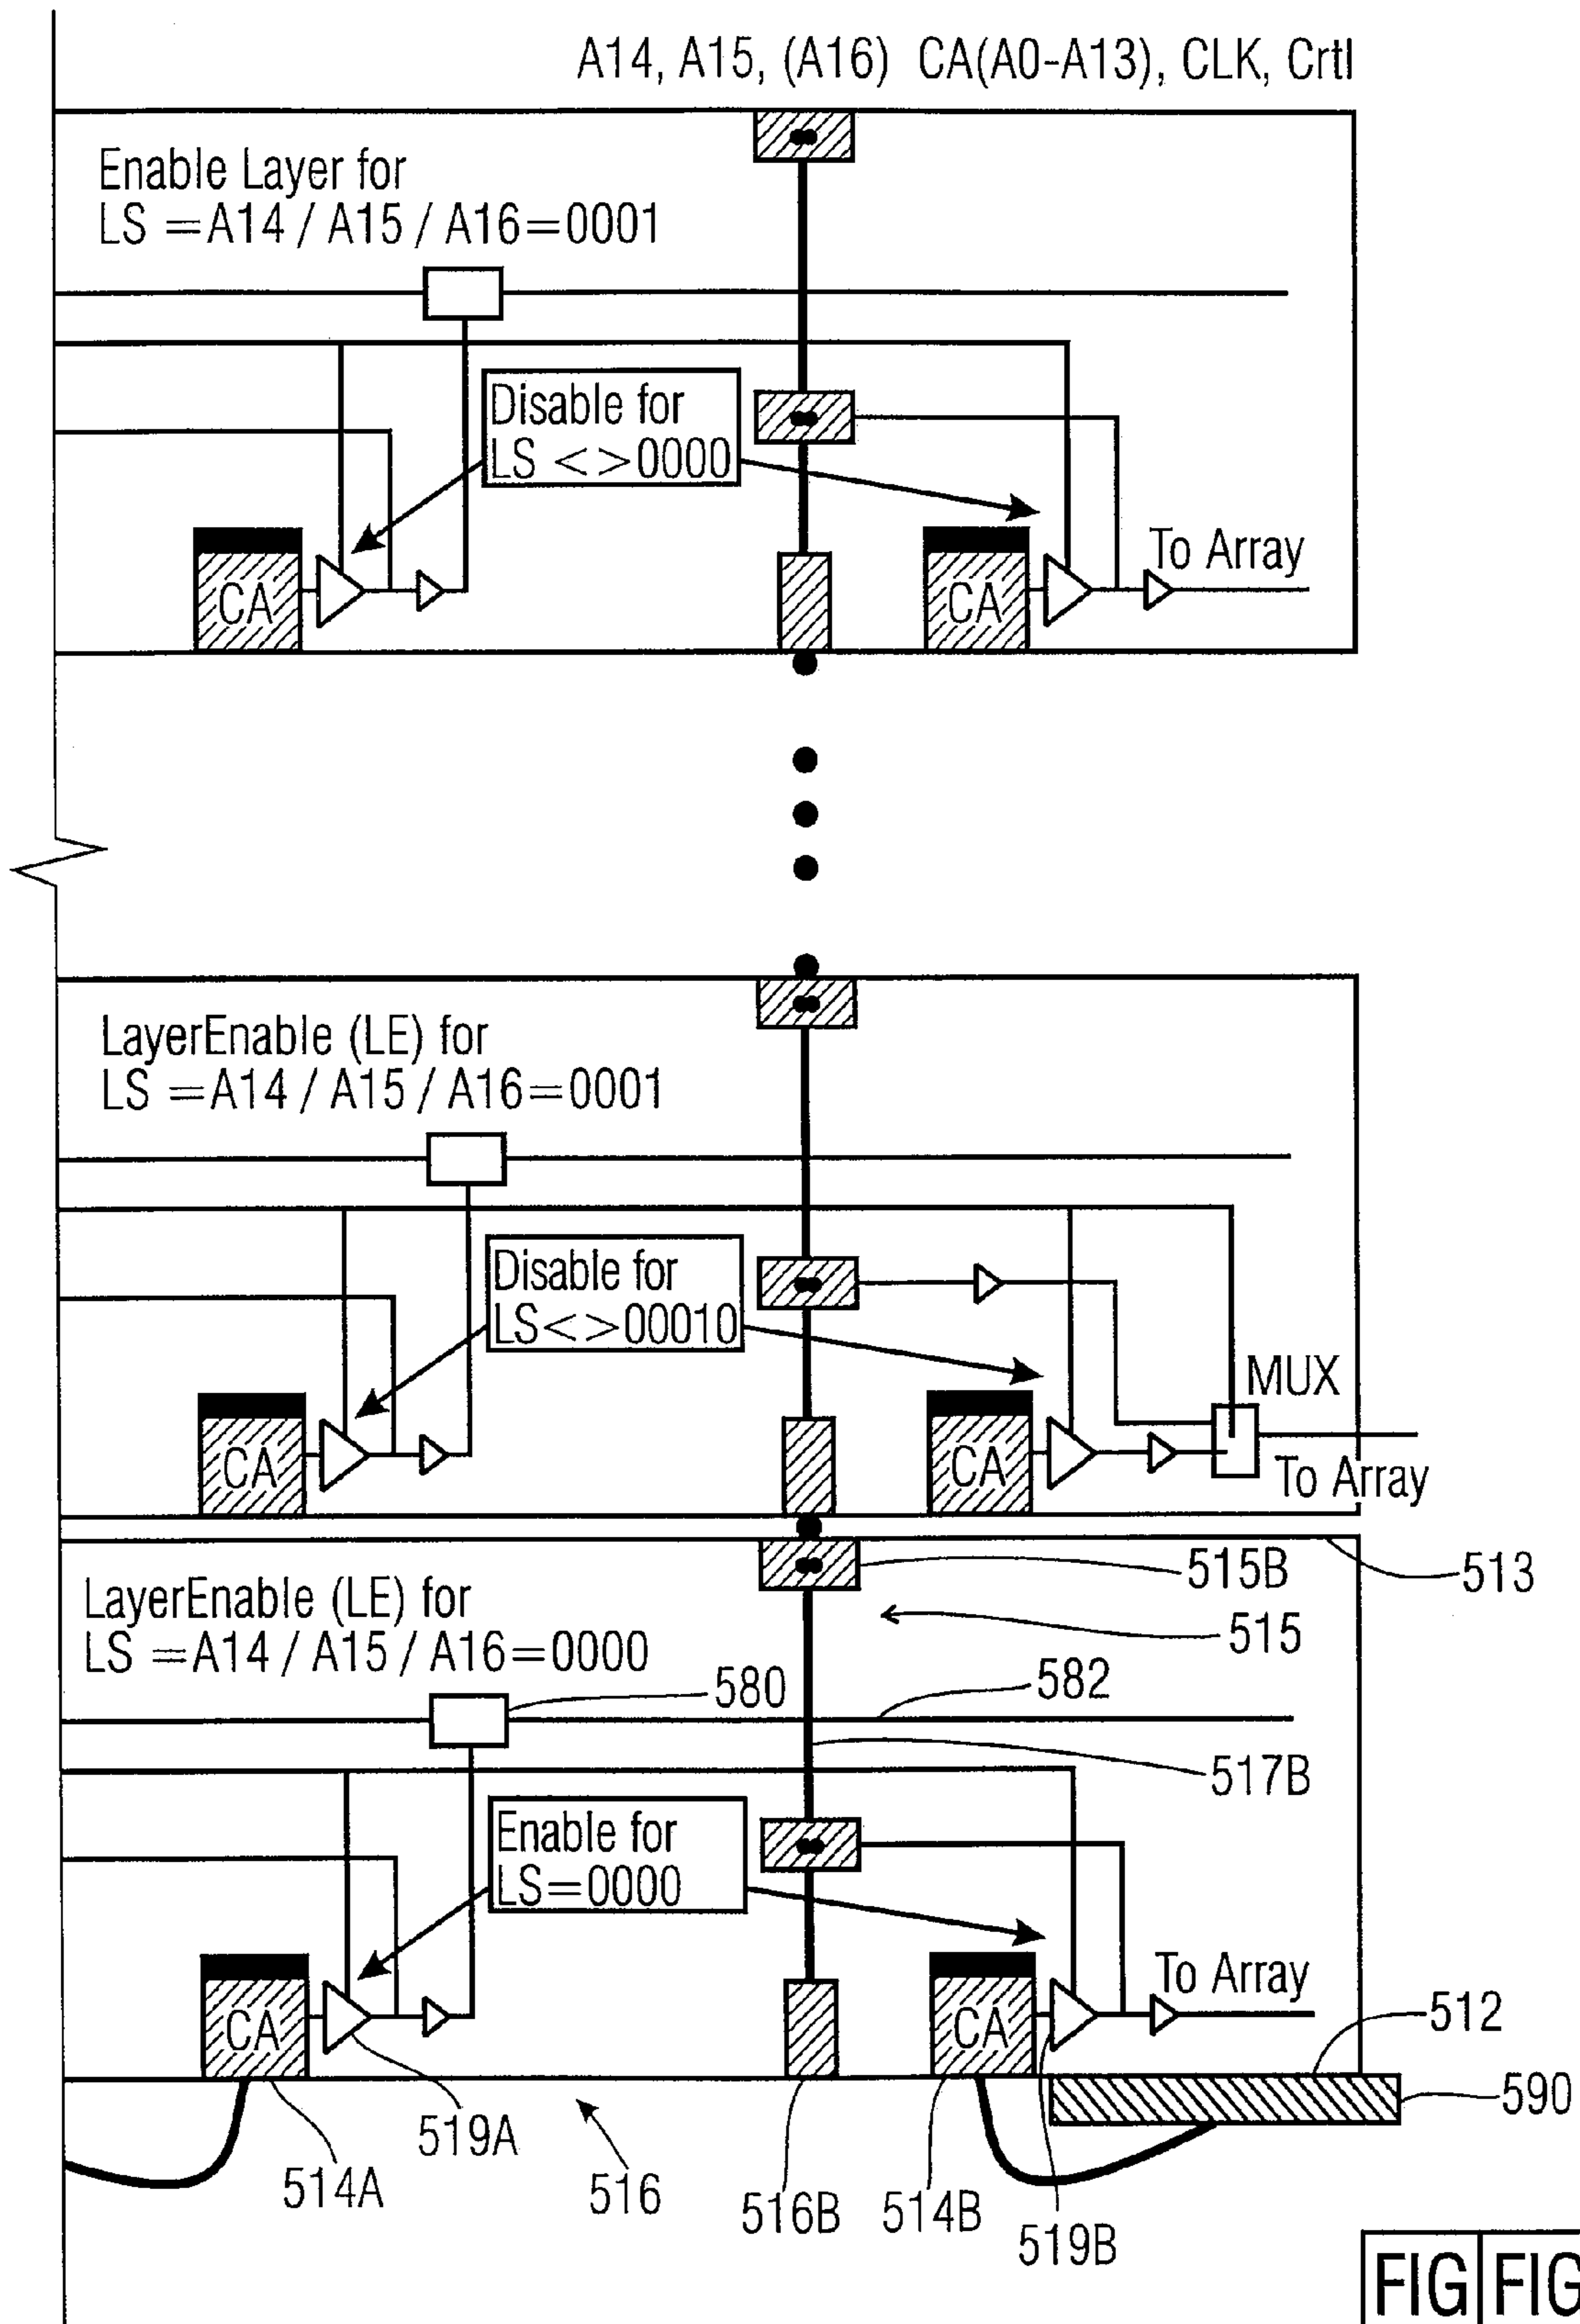 A14, A15, (A16) CA(A0-A13), CLK, Crtl
Enable Layer for
LS =A14 / A15 / A16=0001
Disable for
LS <>0000
CA
CA
To Array
LayerEnable (LE) for
LS =A14 / A15 / A16=0001
Disable for
LS<>00010
MUX
CA
CA
To Array
515B
513
LayerEnable (LE) for
LS =A14 / A15 / A16=0000
515
580
582
517B
Enable for
LS=0000
CA
CA
To Array
512
590
519A
514A
516
516B
514B
519B
FIG FIG